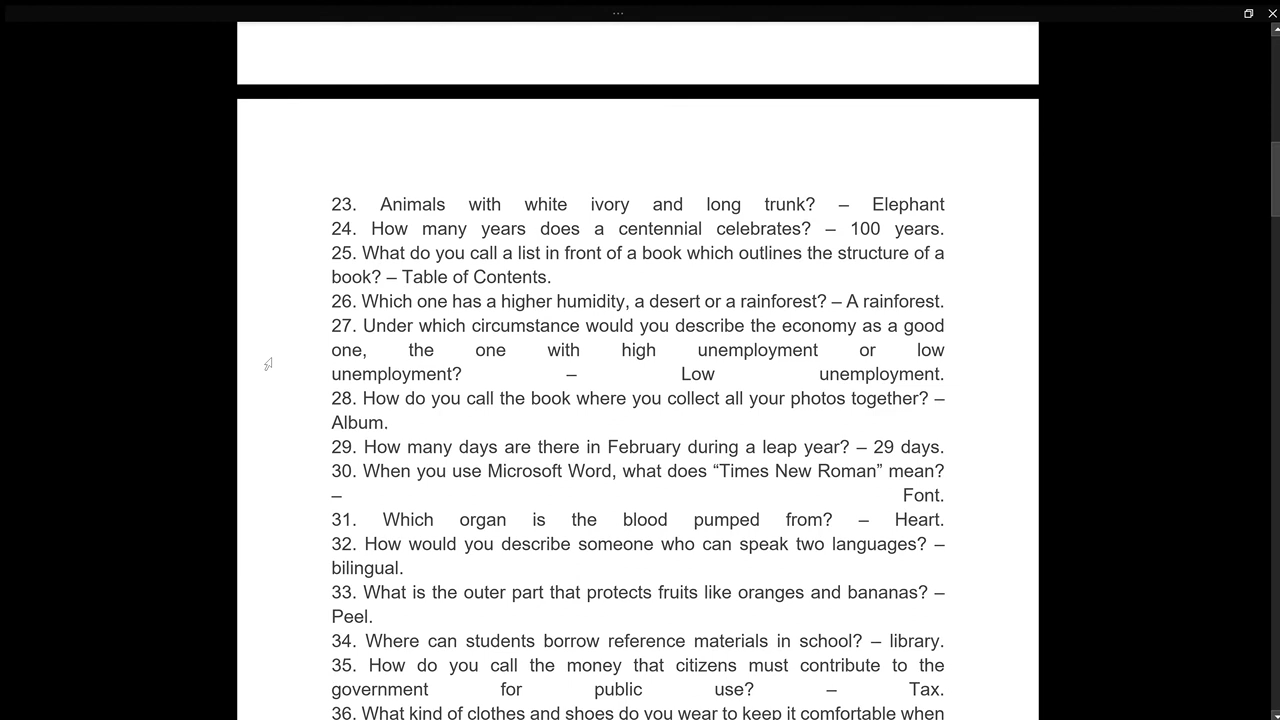 23. Animals with white ivory and long trunk? – Elephant
24. How many years does a centennial celebrates? – 100 years.
25. What do you call a list in front of a book which outlines the structure of a
book? – Table of Contents.
26. Which one has a higher humidity, a desert or a rainforest? – A rainforest.
27. Under which circumstance would you describe the economy as a good
one, the one with high unemployment or low
unemployment? – Low unemployment.
28. How do you call the book where you collect all your photos together? –
Album.
29. How many days are there in February during a leap year? – 29 days.
30. When you use Microsoft Word, what does “Times New Roman” mean?
– Font.
31. Which organ is the blood pumped from? – Heart.
32. How would you describe someone who can speak two languages? –
bilingual.
33. What is the outer part that protects fruits like oranges and bananas? –
Peel.
34. Where can students borrow reference materials in school? – library.
35. How do you call the money that citizens must contribute to the
government for public use? – Tax.
36. What kind of clothes and shoes do you wear to keep it comfortable when